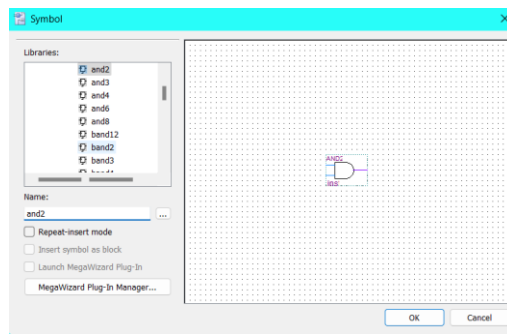 Symbol
Libraries:
and2
and3
and4
and6
and8
band12
band2
band3
Name:
and2
...
Repeat-insert mode
Insert symbol as block
Launch MegaWizard Plug-In
MegaWizard Plug-In Manager...
AND2
OK
Cancel